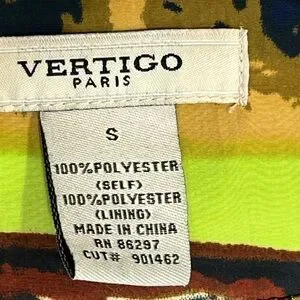 VERTIGO
PARIS
S
100%POLYESTER
(SELF)
100%POLYESTER
(LINING)
MADE IN CHINA
RN 86297
CUT# 901462